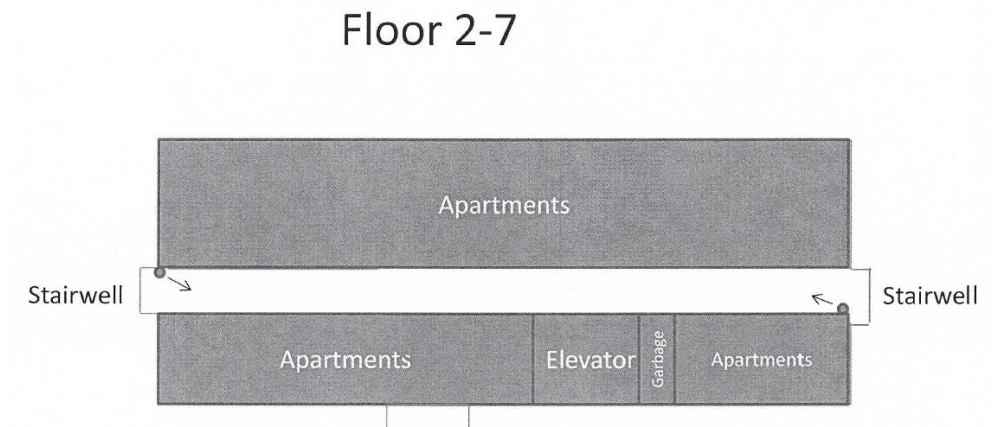 Floor 2-7
Apartments
Stairwell
Stairwell
Apartments
Elevator
Garbage
Apartments